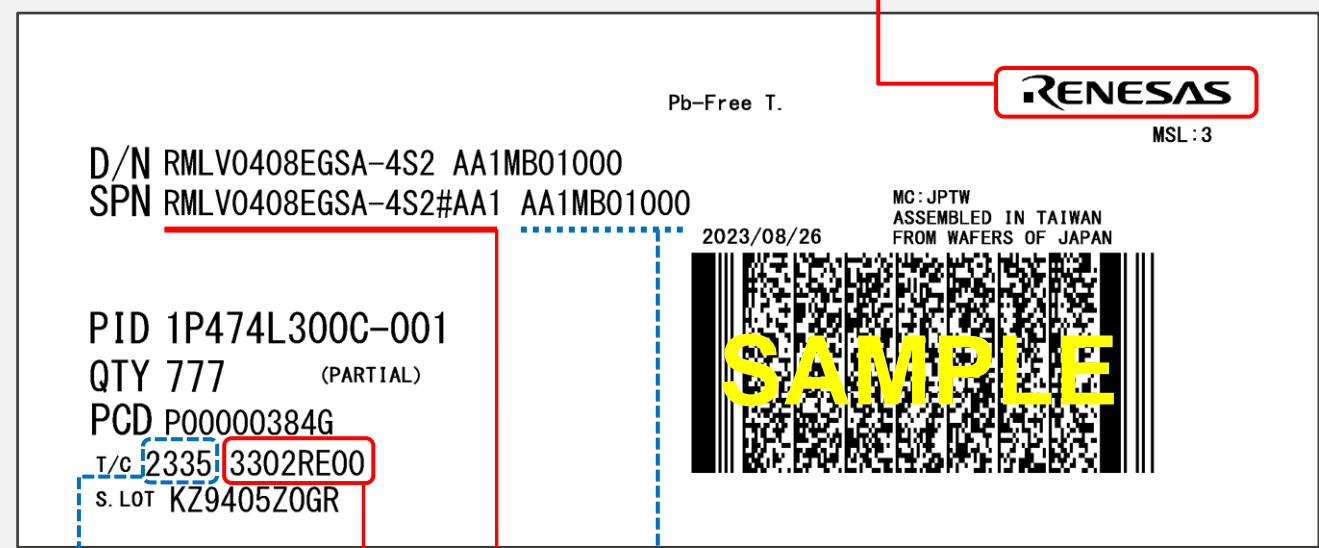 RENESAS
Pb-Free T.
MSL:3
D/N RMLV0408EGSA-4S2 AA1MB01000
SPN RMLV0408EGSA-4S2#AA1 AA1MB01000
MC:JPTW
ASSEMBLED IN TAIWAN
2023/08/26 FROM WAFERS OF JAPAN
PID 1P474L300C-001
QTY 777 (PARTIAL)
SAMPLE
PCD P00000384G
T/C 2335 3302RE00
S.LOT KZ9405Z0GR